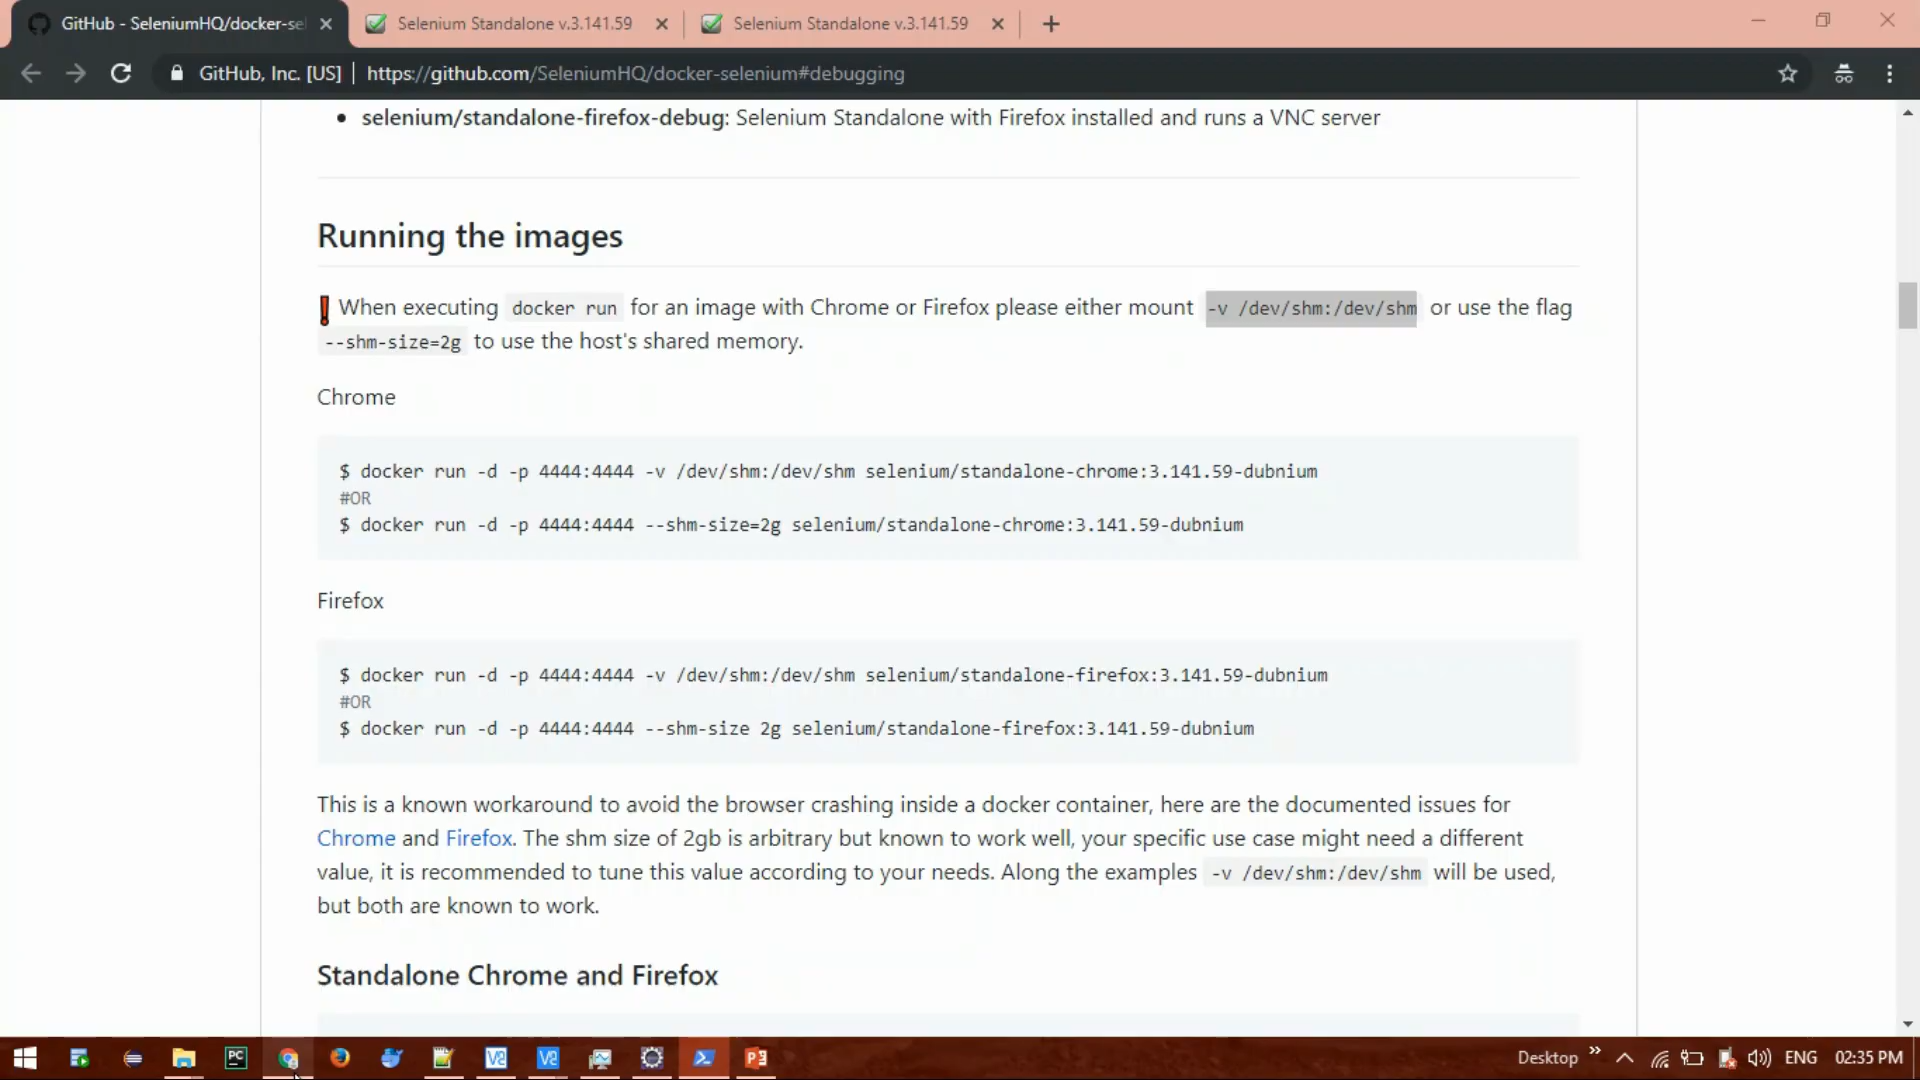 GitHub - SeleniumHQ/docker-se
Selenium Standalone v.3.141.59
Selenium Standalone v.3.141.59
GitHub, Inc. [US] | https://github.com/SeleniumHQ/docker-selenium#debugging
• selenium/standalone-firefox-debug: Selenium Standalone with Firefox installed and runs a VNC server
Running the images
When executing docker run for an image with Chrome or Firefox please either mount -v /dev/shm:/dev/shm or use the flag
--shm-size=2g to use the host's shared memory.
Chrome
$ docker run -d -p 4444:4444 -v /dev/shm:/dev/shm selenium/standalone-chrome:3.141.59-dubnium
#OR
$ docker run -d -p 4444:4444 --shm-size=2g selenium/standalone-chrome:3.141.59-dubnium
Firefox
$ docker run -d -p 4444:4444 -v /dev/shm:/dev/shm selenium/standalone-firefox:3.141.59-dubnium
#OR
$ docker run -d -p 4444:4444 --shm-size 2g selenium/standalone-firefox:3.141.59-dubnium
This is a known workaround to avoid the browser crashing inside a docker container, here are the documented issues for
Chrome and Firefox. The shm size of 2gb is arbitrary but known to work well, your specific use case might need a different
value, it is recommended to tune this value according to your needs. Along the examples -v /dev/shm:/dev/shm will be used,
but both are known to work.
Standalone Chrome and Firefox
Desktop
ENG
02:35 PM